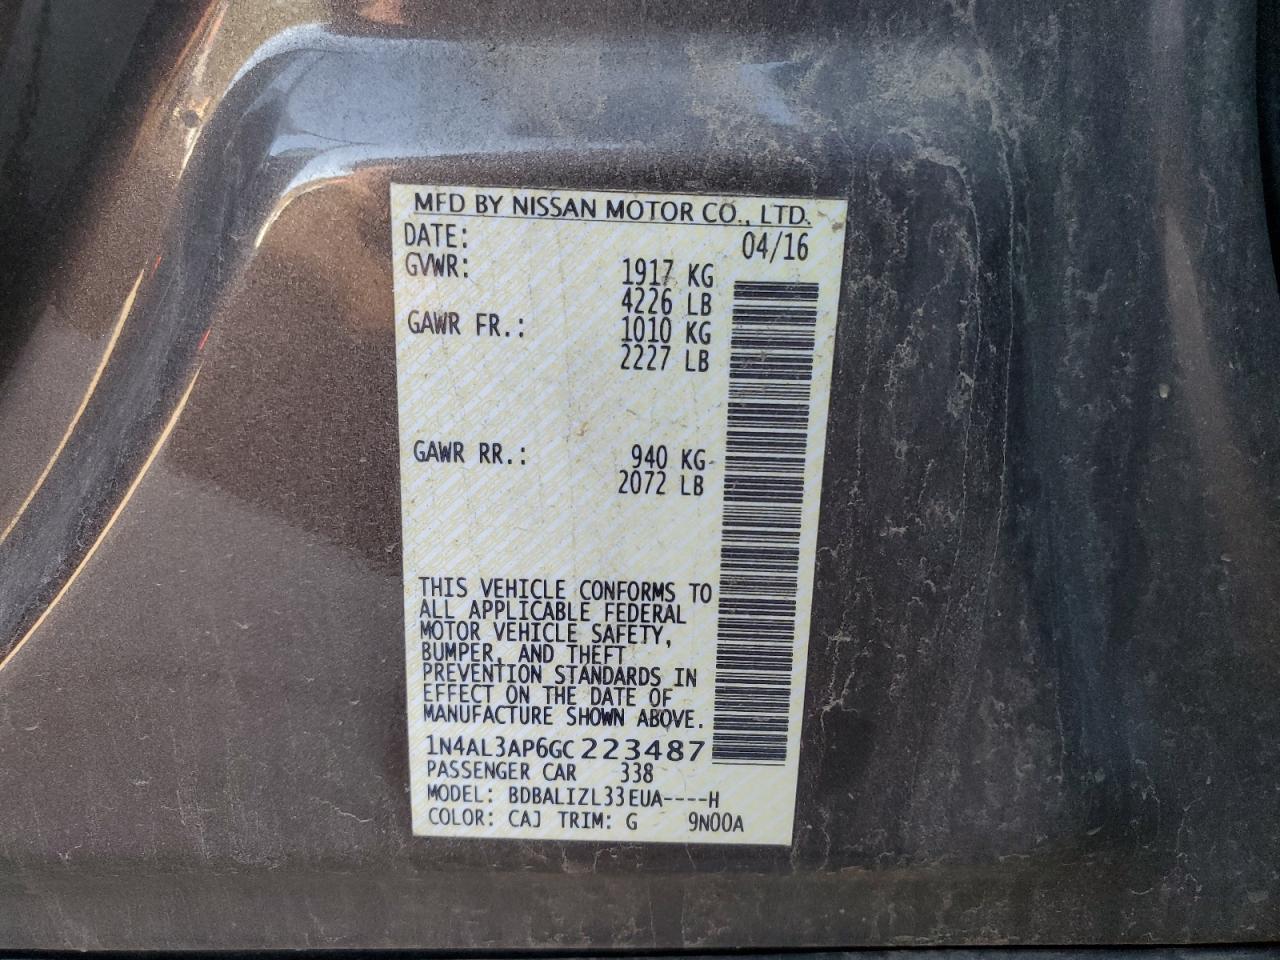 MFD BY NISSAN MOTOR CO., LTD.
DATE: 04/16
GVWR: 1917 KG
4226 LB
GAWR FR.: 1010 KG
2227 LB
GAWR RR.: 940 KG
2072 LB
THIS VEHICLE CONFORMS TO
ALL APPLICABLE FEDERAL
MOTOR VEHICLE SAFETY,
BUMPER, AND THEFT
PREVENTION STANDARDS IN
EFFECT ON THE DATE OF
MANUFACTURE SHOWN ABOVE.
1N4AL3AP6GC223487
PASSENGER CAR 338
MODEL: BDBALIZL33EUA----H
COLOR: CAJ TRIM: G 9N00A